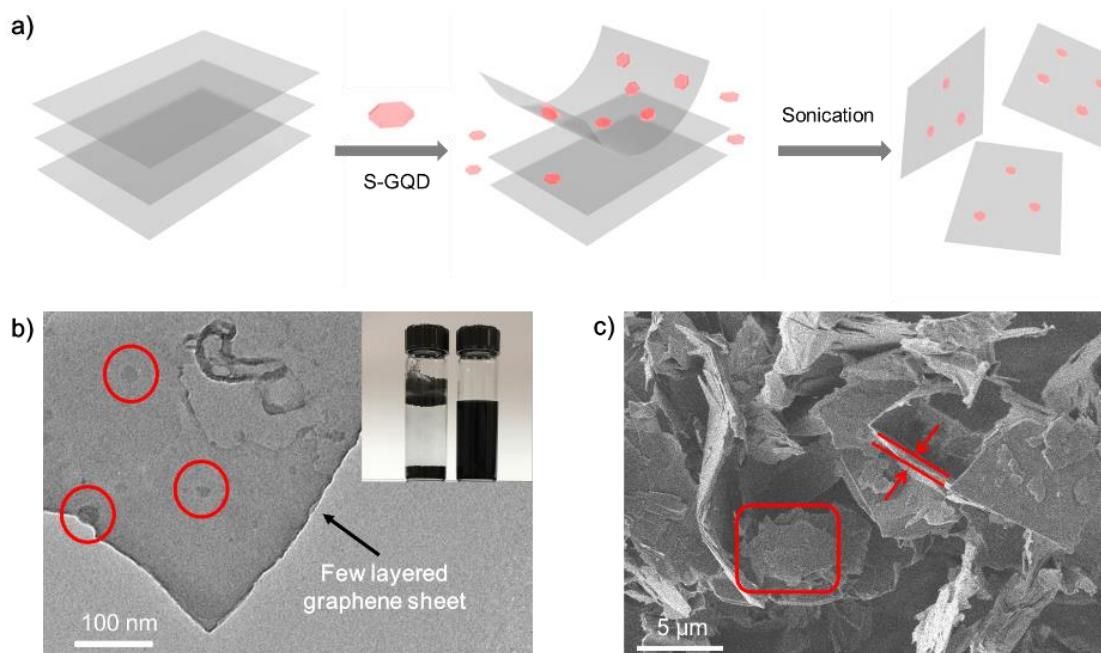 a)
S-GQD
Sonication
b)
Few layered
graphene sheet
100 nm
c)
5 µm